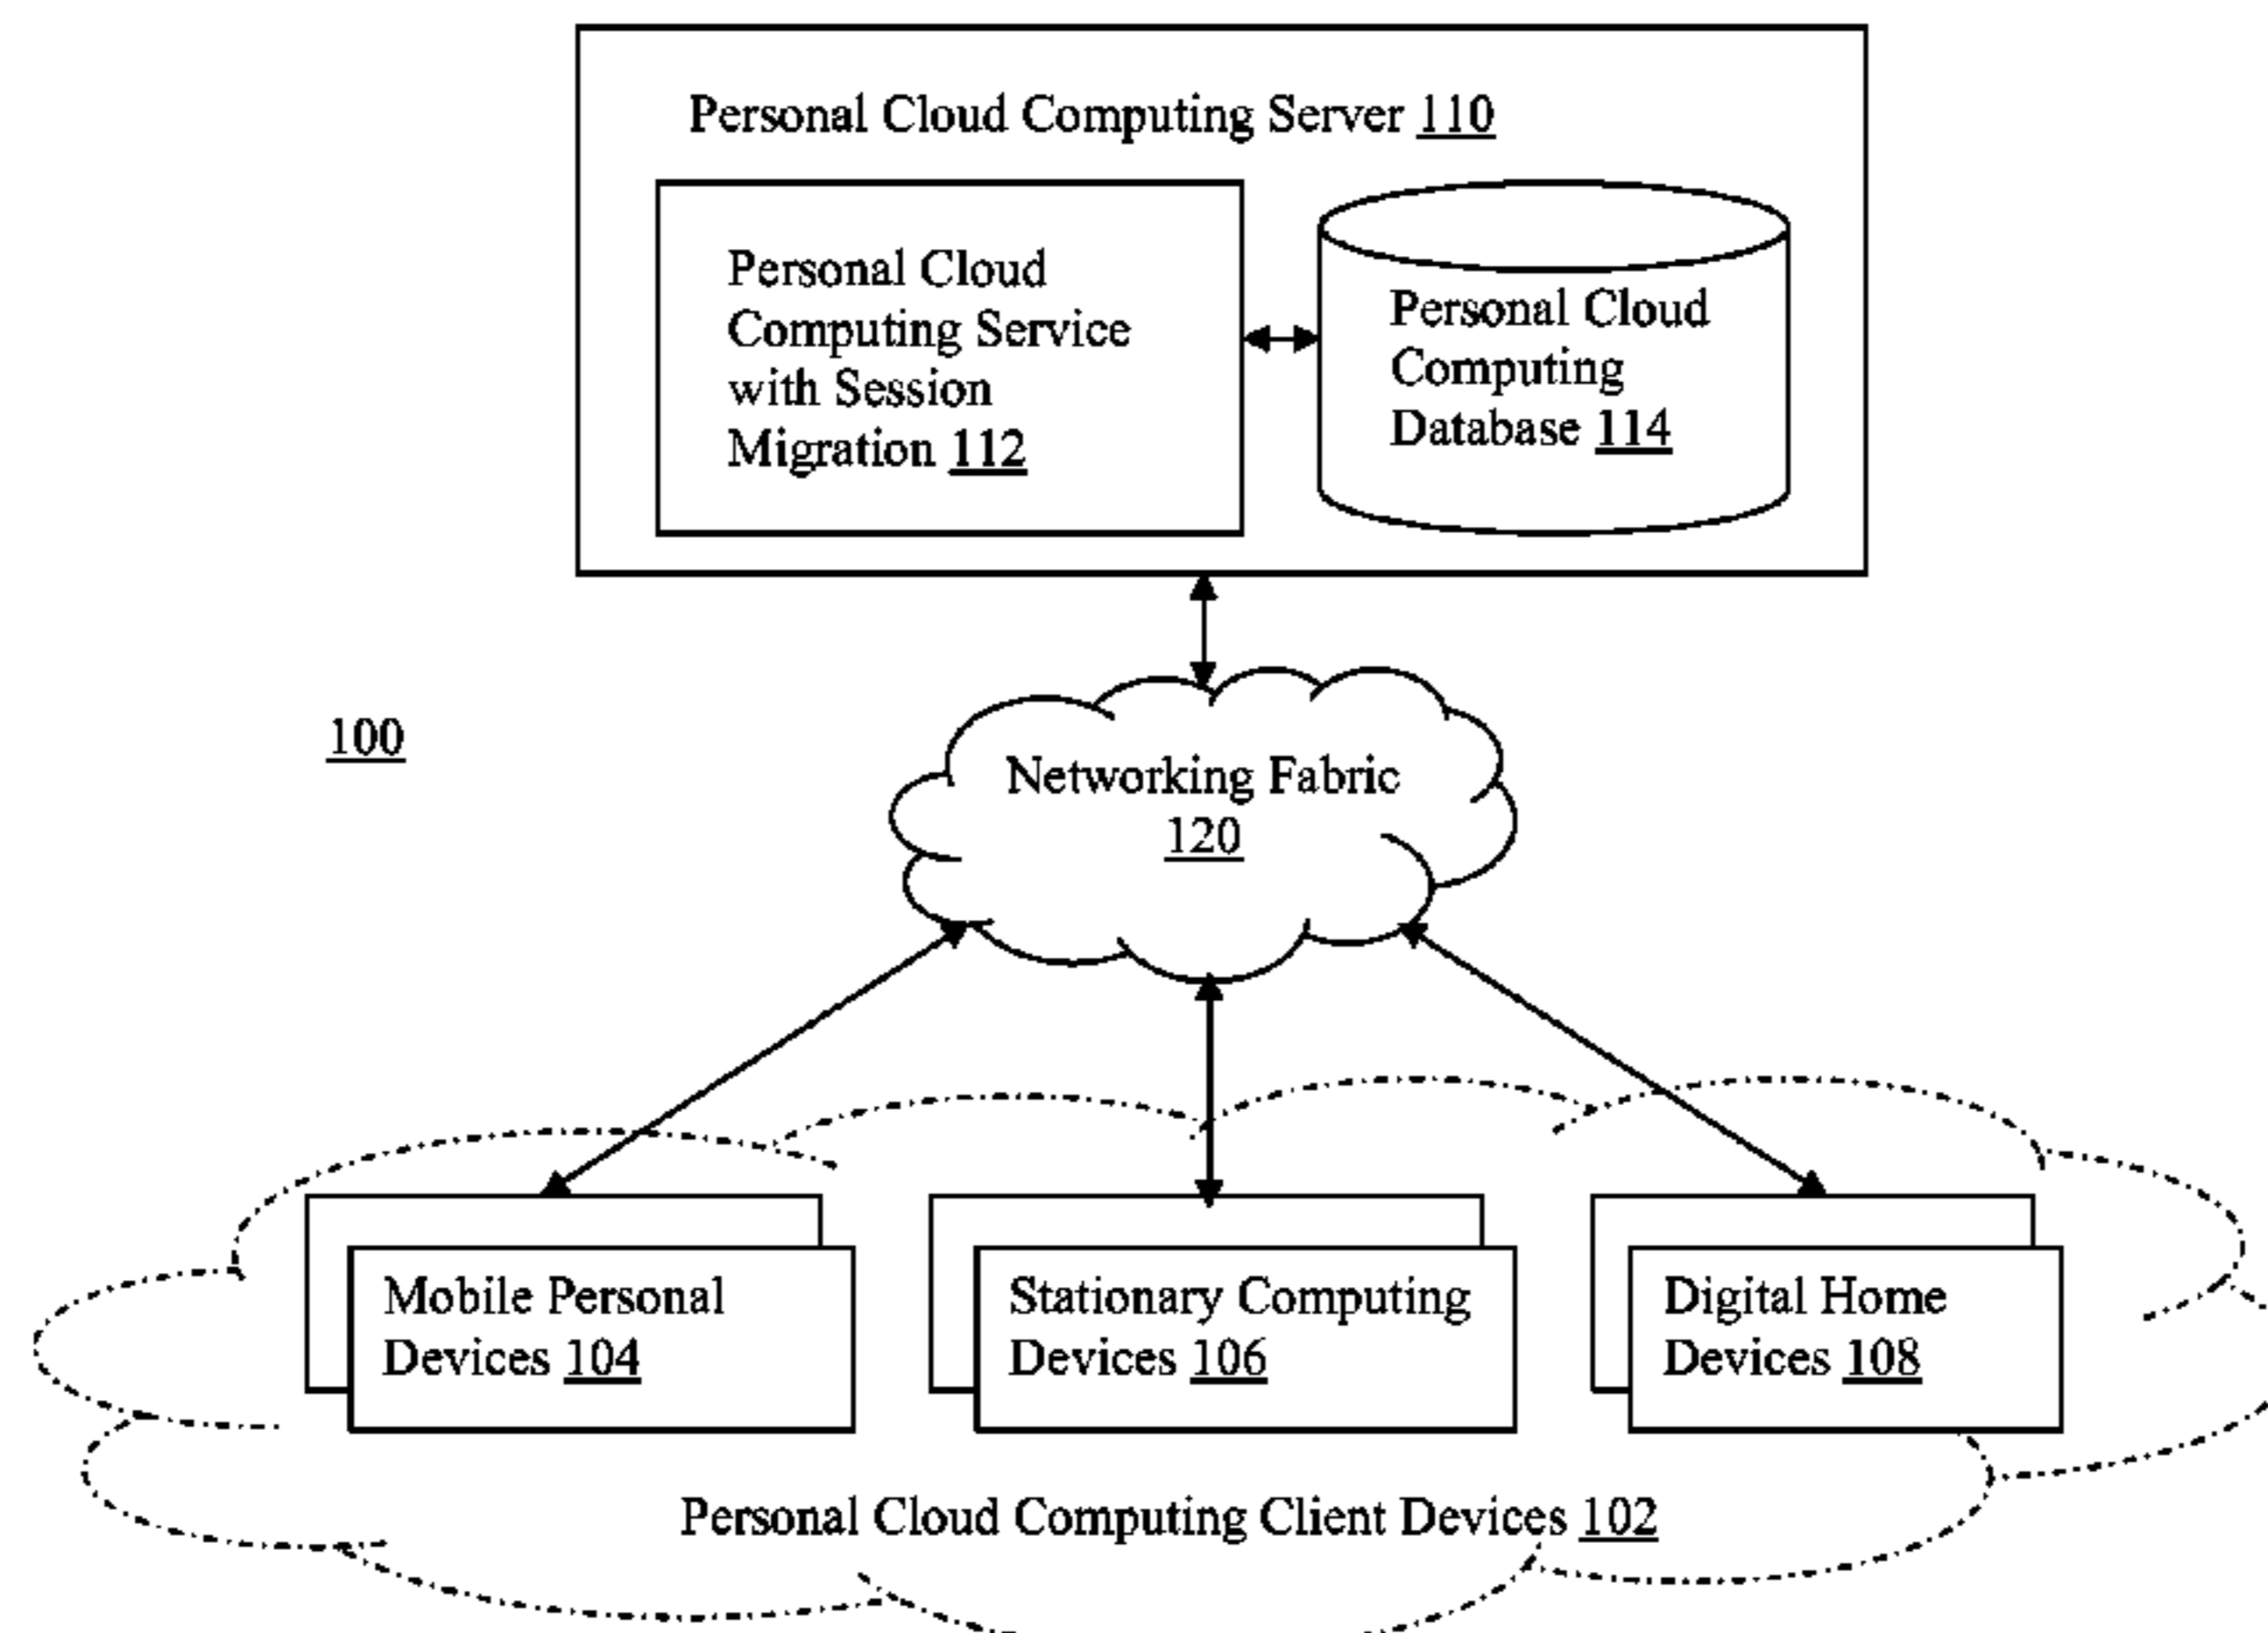 Personal Cloud Computing Server 110
Personal Cloud
Computing Service
with Session
Migration 112
Personal Cloud
Computing
Database 114
100
Networking Fabric
120
Mobile Personal
Devices 104
Stationary Computing
Devices 106
Digital Home
Devices 108
Personal Cloud Computing Client Devices 102